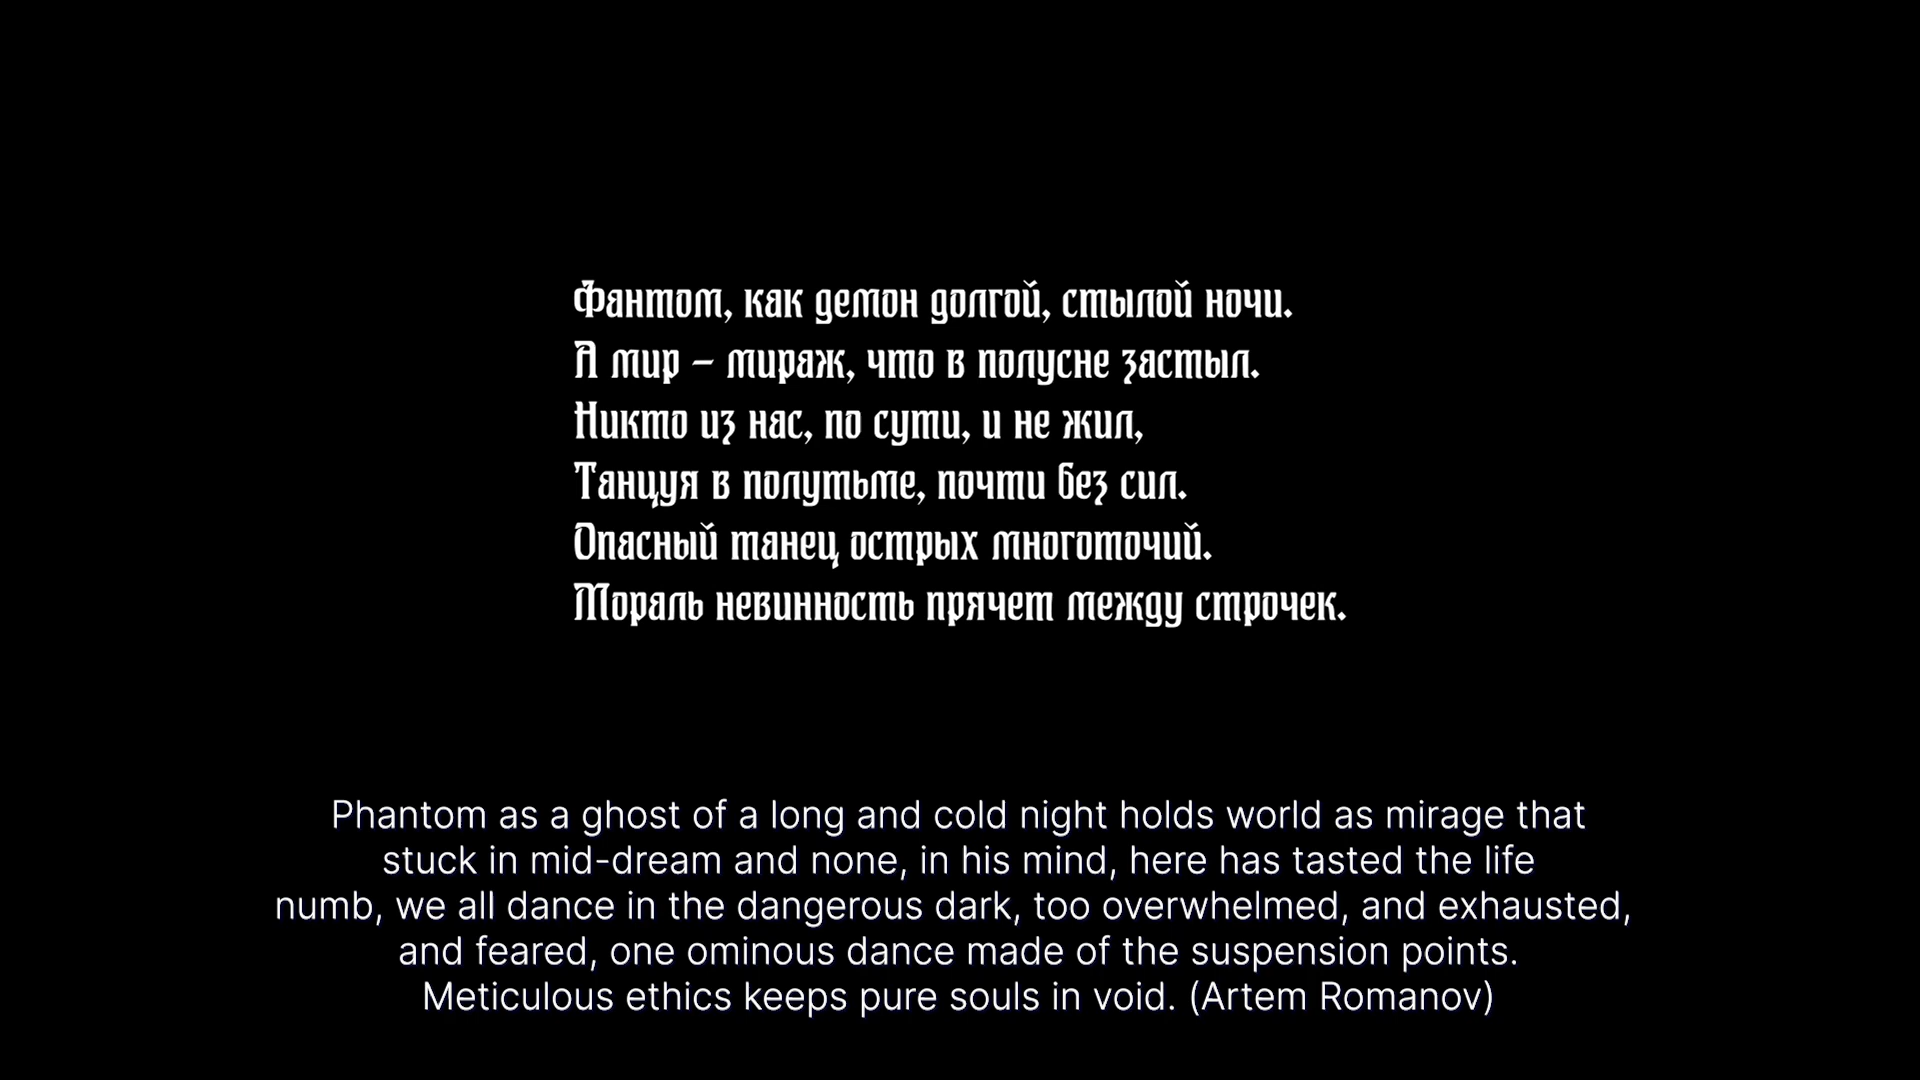 Фантом, как демон долгой, стылой ночи.
А мир – мираж, что в полусне застыл.
Никто из нас, по сути, и не жил,
Танцуя в полутьме, почти без сил.
Опасный танец острых многоточий.
Мораль невинность прячет между строчек.
Phantom as a ghost of a long and cold night holds world as mirage that
stuck in mid-dream and none, in his mind, here has tasted the life
numb, we all dance in the dangerous dark, too overwhelmed, and exhausted,
and feared, one ominous dance made of the suspension points.
Meticulous ethics keeps pure souls in void. (Artem Romanov)